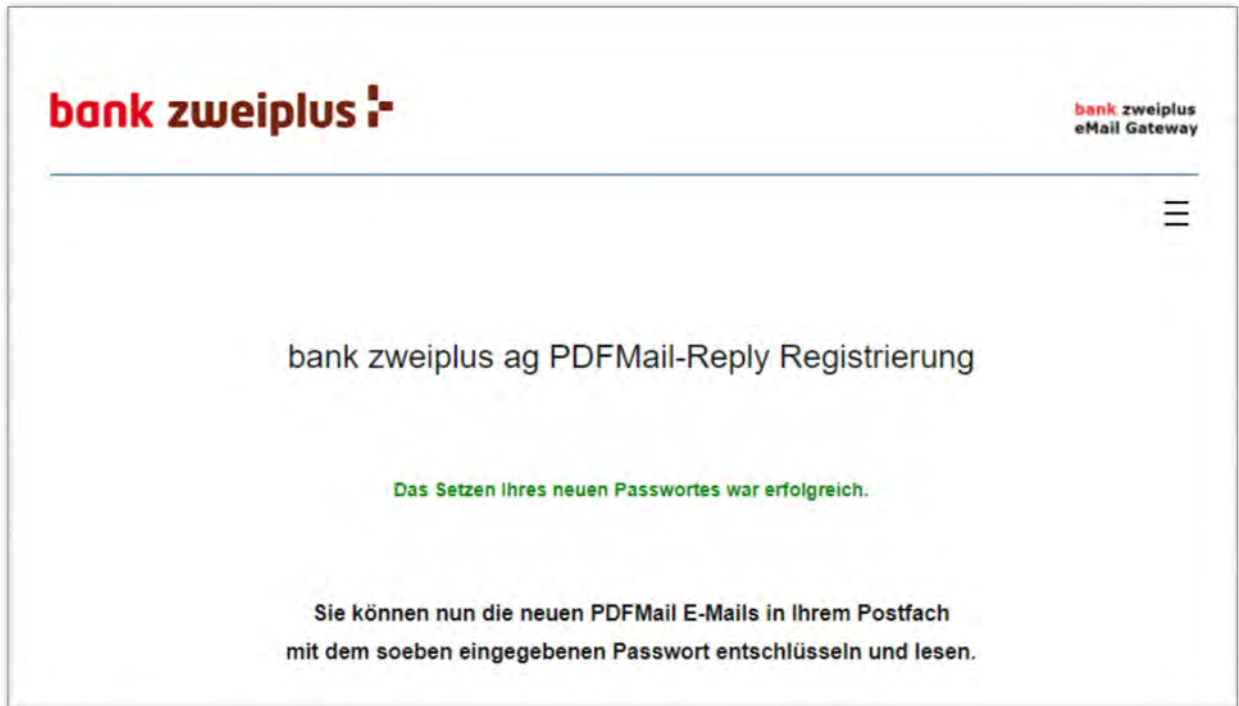 bank zweiplus
bank zweiplus
eMail Gateway
bank zweiplus ag PDFMail-Reply Registrierung
Das Setzen Ihres neuen Passwortes war erfolgreich.
Sie können nun die neuen PDFMail E-Mails in Ihrem Postfach
mit dem soeben eingegebenen Passwort entschlüsseln und lesen.